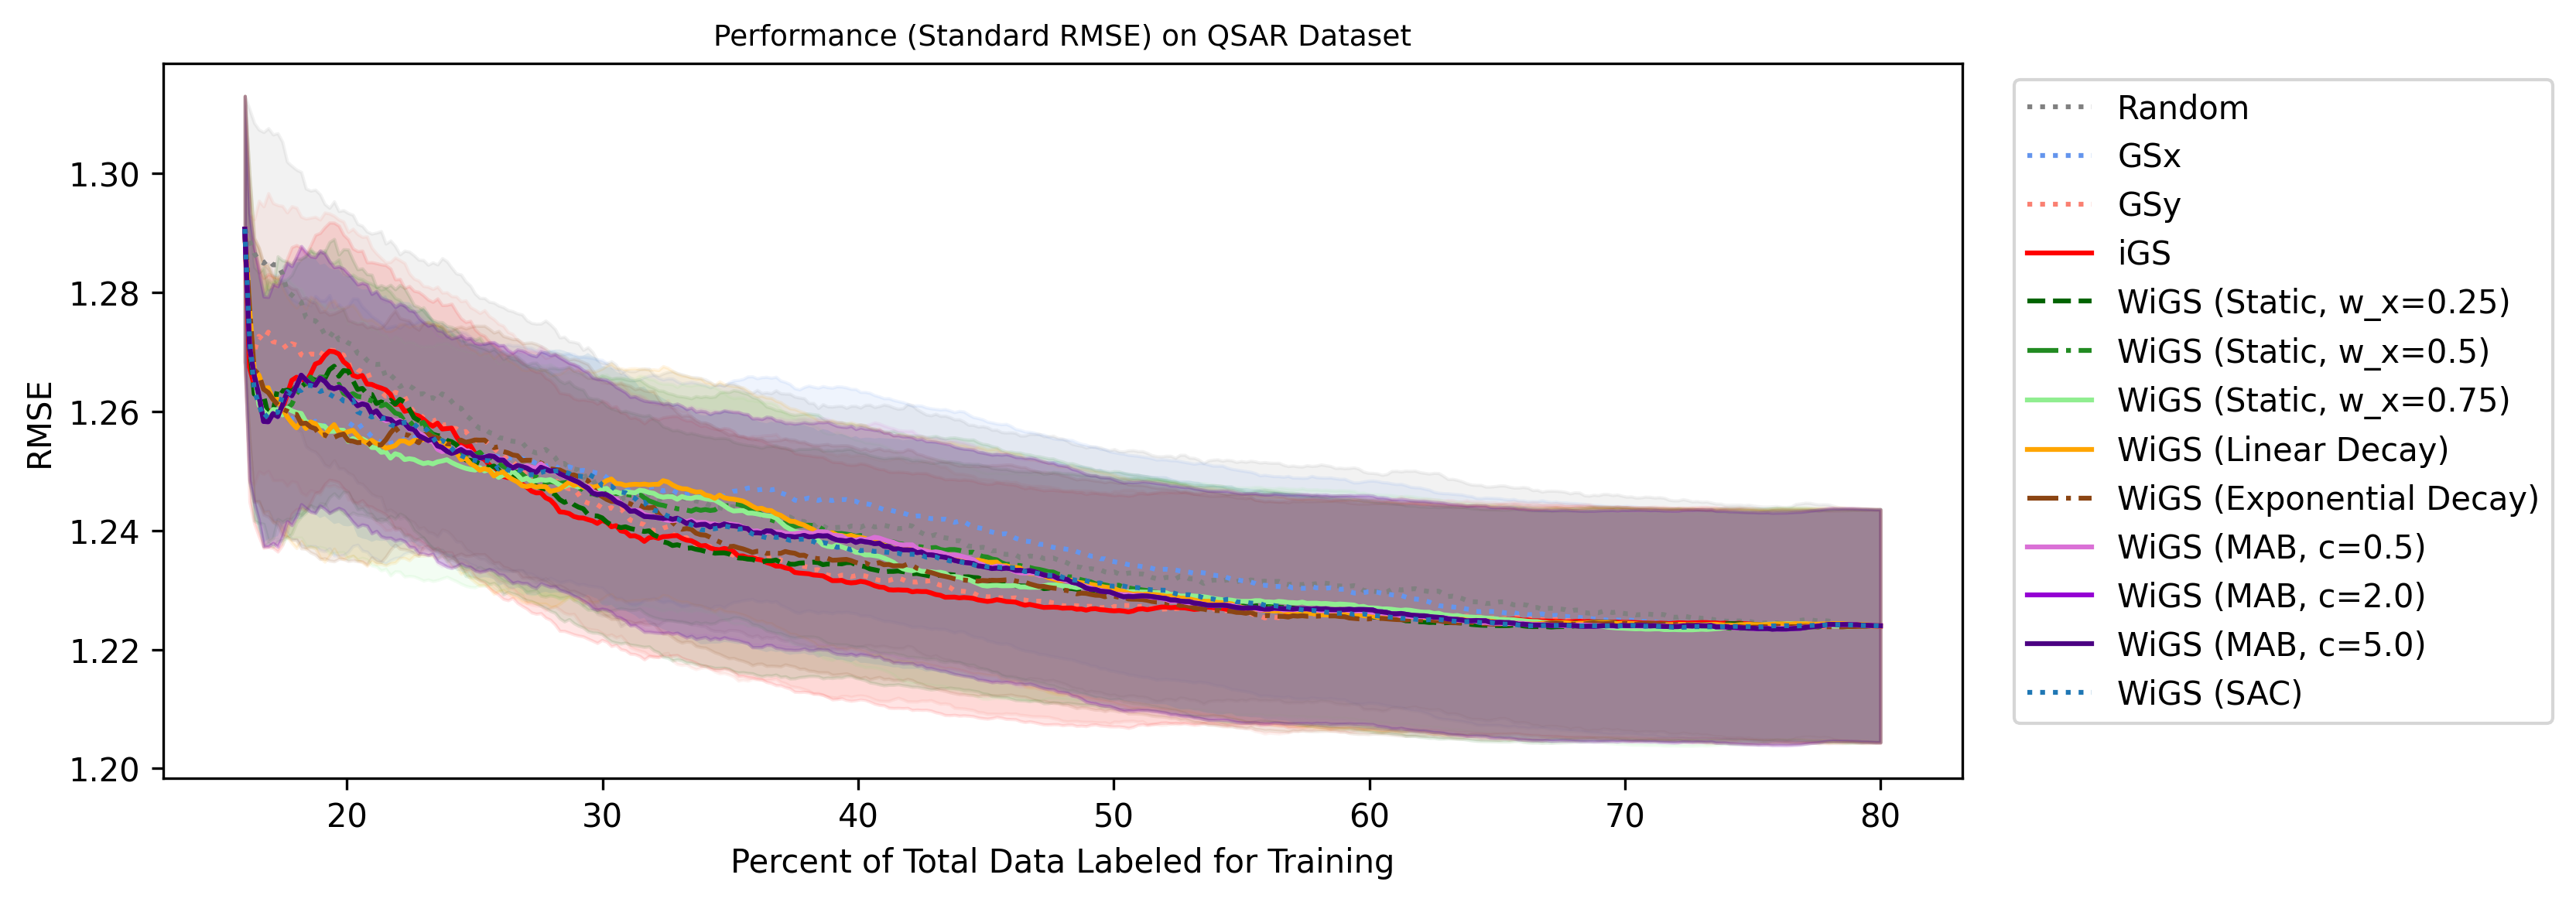 Performance (Standard RMSE) on QSAR Dataset
RMSE
1.30
1.28
1.26
1.24
1.22
1.20
20 30 40 50 60 70 80
Percent of Total Data Labeled for Training
Random
GSx
GSy
iGS
WiGS (Static, w_x=0.25)
WiGS (Static, w_x=0.5)
WiGS (Static, w_x=0.75)
WiGS (Linear Decay)
WiGS (Exponential Decay)
WiGS (MAB, c=0.5)
WiGS (MAB, c=2.0)
WiGS (MAB, c=5.0)
WiGS (SAC)